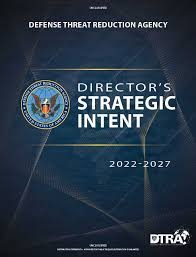 UNCLASSIFIED
DEFENSE THREAT REDUCTION AGENCY
DIRECTOR'S
STRATEGIC
INTENT
2022-2027
DTRA
UNCLASSIFIED